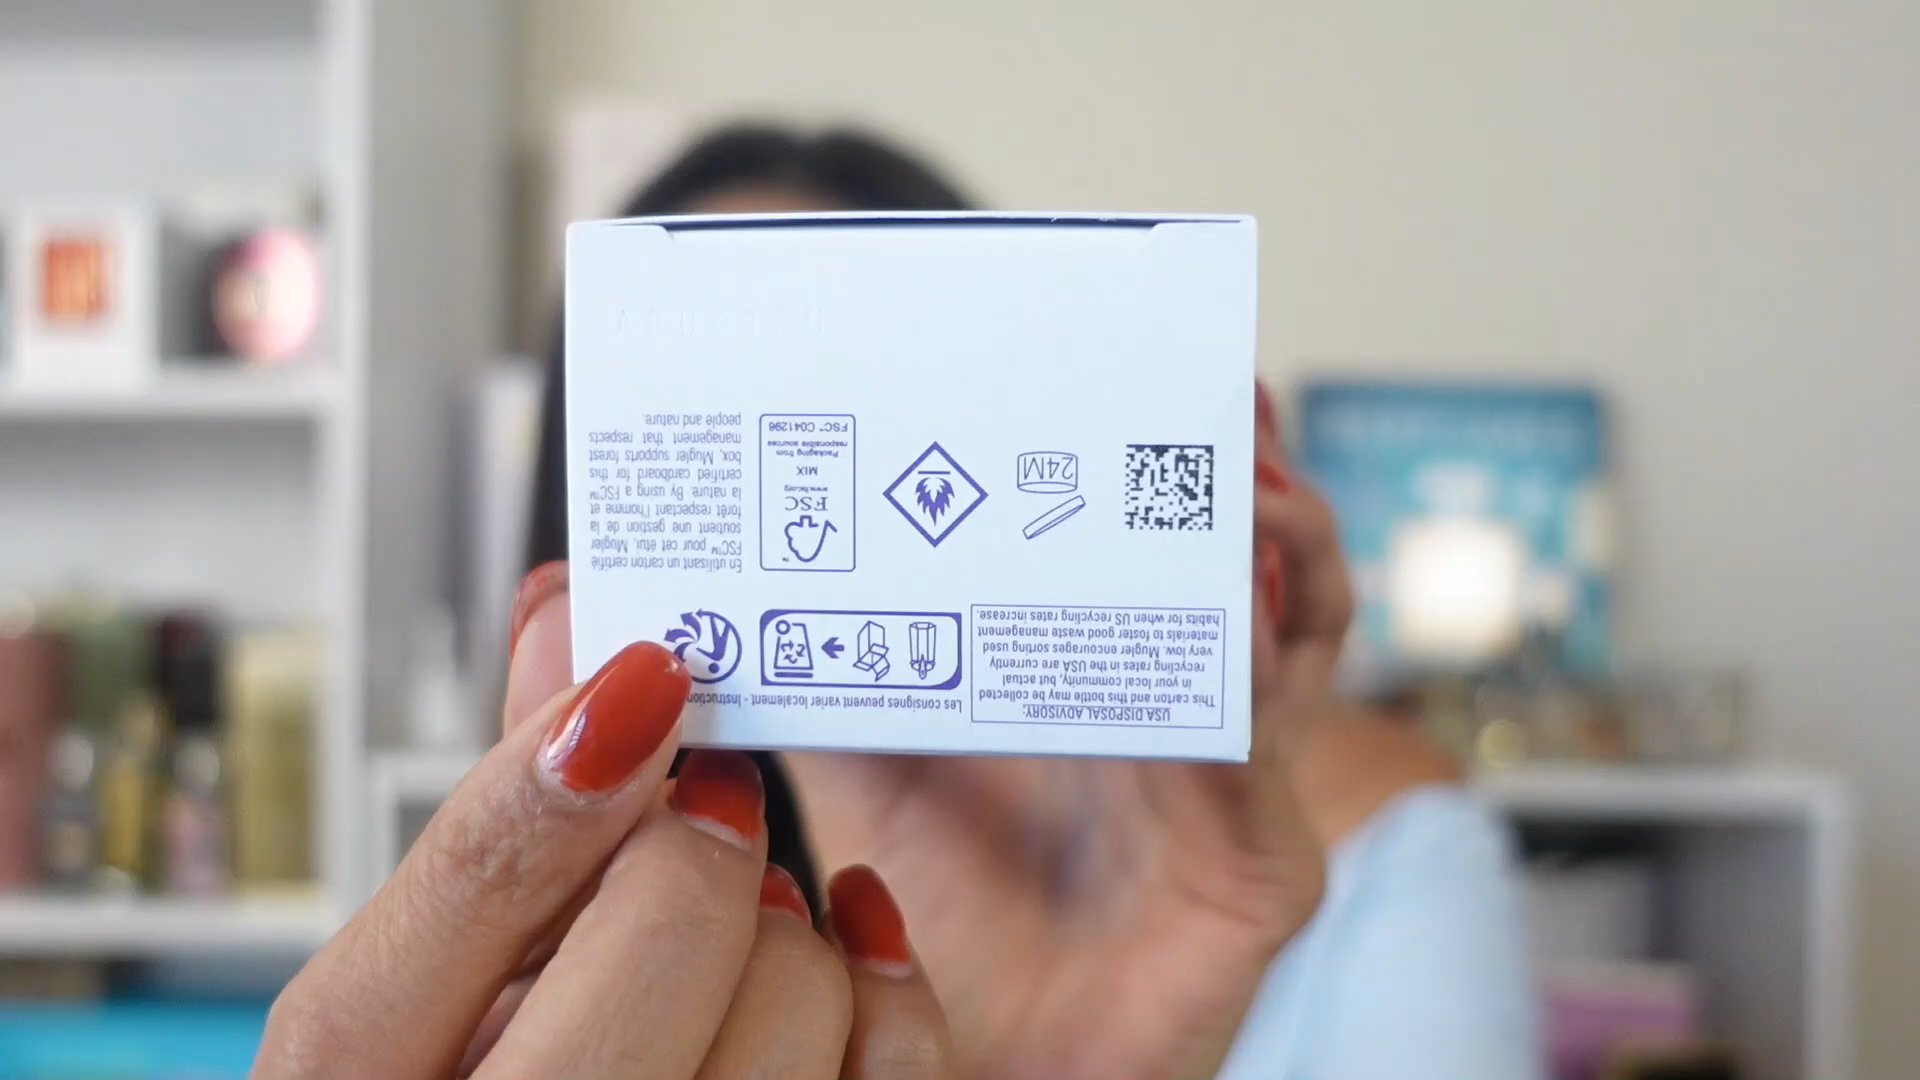 USA DISPOSAL ADVISORY:
This carton and this bottle may be collected
in your local community, but actual
recycling rates in the USA are currently
very low. Mugler encourages sorting used
materials to foster good waste management
habits for when US recycling rates increase.
Les consignes peuvent varier localement - Instruction
24M
FSC
www.fsc.org
MIX
Packaging from
responsible sources
FSC™ C041296
En utilisant un carton certifié
FSC™ pour cet étui, Mugler
soutient une gestion de la
forêt respectant l'homme et
la nature. By using a FSC™
certified cardboard for this
box, Mugler supports forest
management that respects
people and nature.